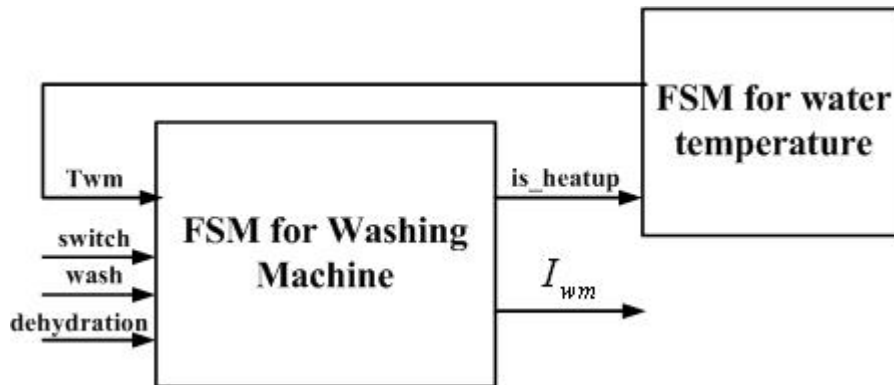 FSM for water
temperature
Twm
is_heatup
switch
FSM for Washing
Machine
wash
I_wm
dehydration